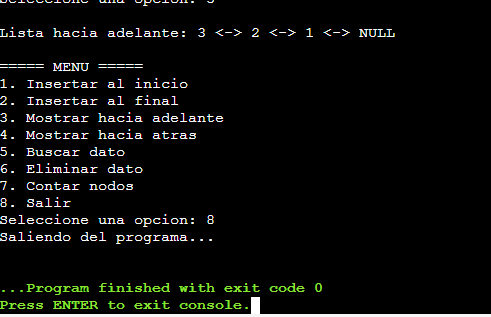 Seleccione una opcion: 3
Lista hacia adelante: 3 <-> 2 <-> 1 <-> NULL
===== MENU =====
1. Insertar al inicio
2. Insertar al final
3. Mostrar hacia adelante
4. Mostrar hacia atras
5. Buscar dato
6. Eliminar dato
7. Contar nodos
8. Salir
Seleccione una opcion: 8
Saliendo del programa...
...Program finished with exit code 0
Press ENTER to exit console.